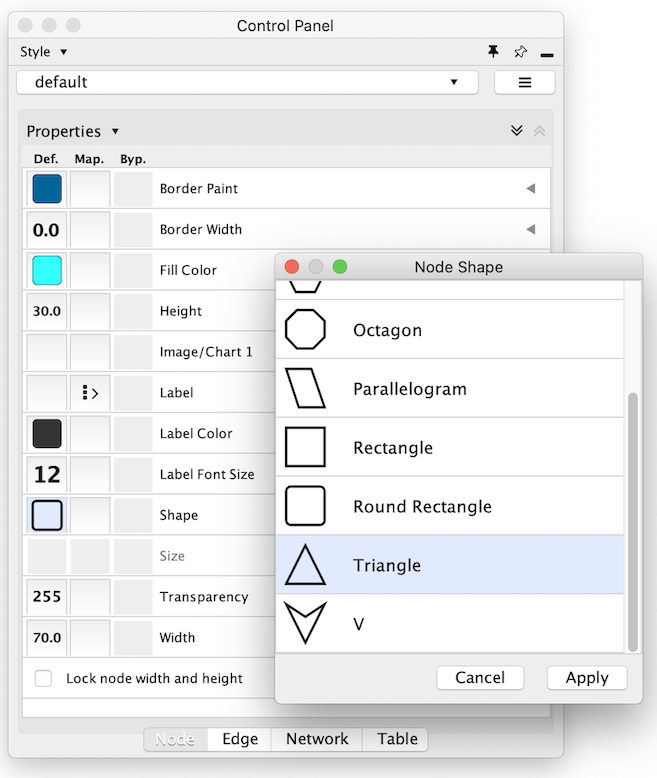 Control Panel
Style
default
Properties
Def. Map. Byp.
Border Paint
0.0 Border Width
Fill Color
30.0 Height
Image/Chart 1
Label
Label Color
12 Label Font Size
Shape
Size
255 Transparency
70.0 Width
Lock node width and height
Node Edge Network Table
Node Shape
Octagon
Parallelogram
Rectangle
Round Rectangle
Triangle
V
Cancel Apply